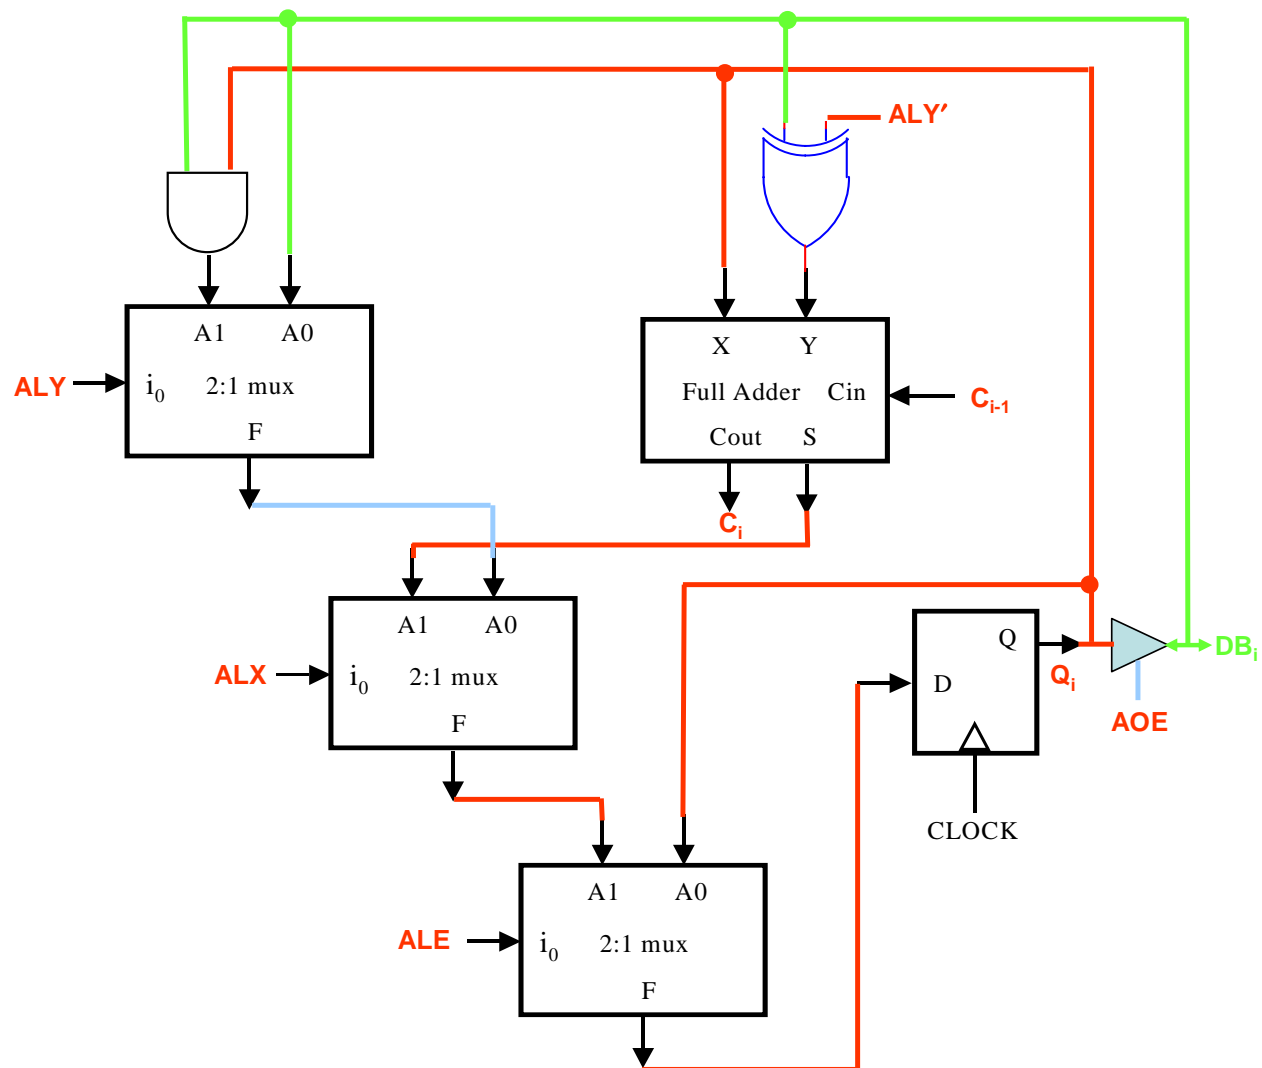 ALY′
A1 A0
ALY
i₀ 2:1 mux
F
X Y
Full Adder Cin
Cout S
Cᵢ₋₁
Cᵢ
A1 A0
ALX
i₀ 2:1 mux
F
Q
D
Qᵢ
DBᵢ
AOE
CLOCK
A1 A0
ALE
i₀ 2:1 mux
F